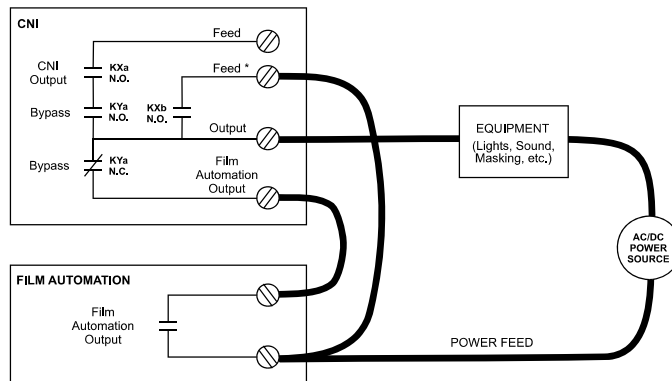 CNI
Feed
CNI
Output
KXa
N.O.
Feed *
Bypass
KYa
N.O.
KXb
N.O.
Output
Bypass
KYa
N.C.
Film
Automation
Output
EQUIPMENT
(Lights, Sound,
Masking, etc.)
AC/DC
POWER
SOURCE
FILM AUTOMATION
Film
Automation
Output
POWER FEED